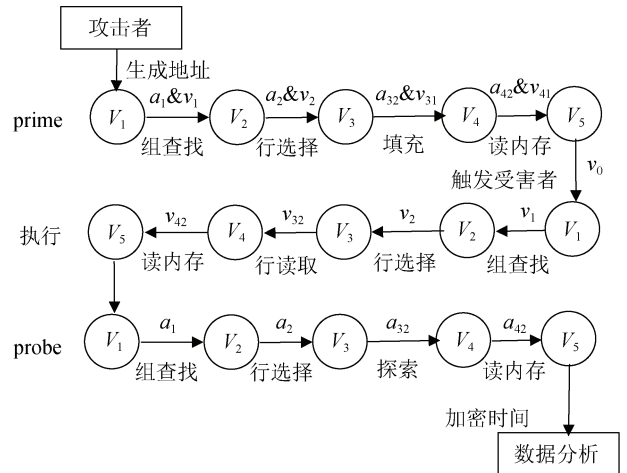 攻击者
生成地址
prime
V₁ a₁&v₁ V₂ a₂&v₂ V₃ a₃₂&v₃₁ V₄ a₄₂&v₄₁ V₅
组查找 行选择 填充 读内存
触发受害者 v₀
执行
V₅ v₄₂ V₄ v₃₂ V₃ v₂ V₂ v₁ V₁
读内存 行读取 行选择 组查找
probe
V₁ a₁ V₂ a₂ V₃ a₃₂ V₄ a₄₂ V₅
组查找 行选择 探索 读内存
加密时间
数据分析